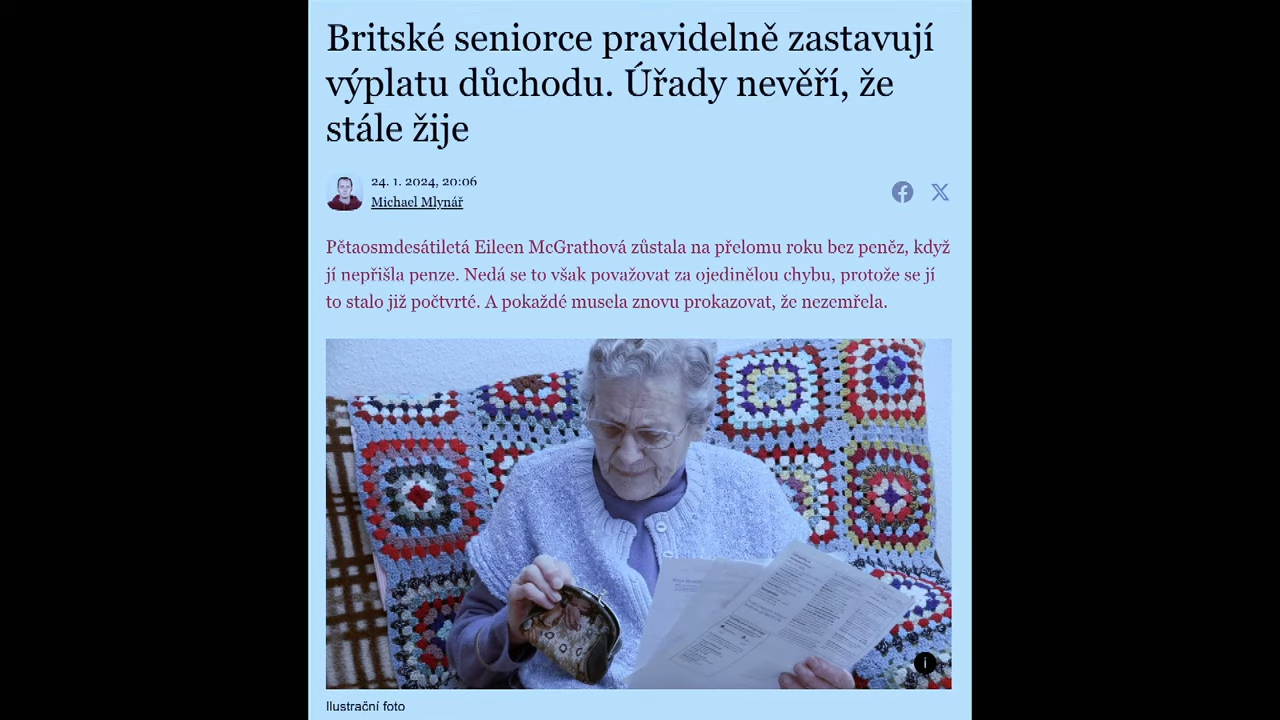 Britské seniorce pravidelně zastavují
výplatu důchodu. Úřady nevěří, že
stále žije
24. 1. 2024, 20:06
Michael Mlynář
Pětaosmdesátiletá Eileen McGrathová zůstala na přelomu roku bez peněz, když
jí nepřišla penze. Nedá se to však považovat za ojedinělou chybu, protože se jí
to stalo již počtvrté. A pokaždé musela znovu prokazovat, že nezemřela.
i
Ilustrační foto